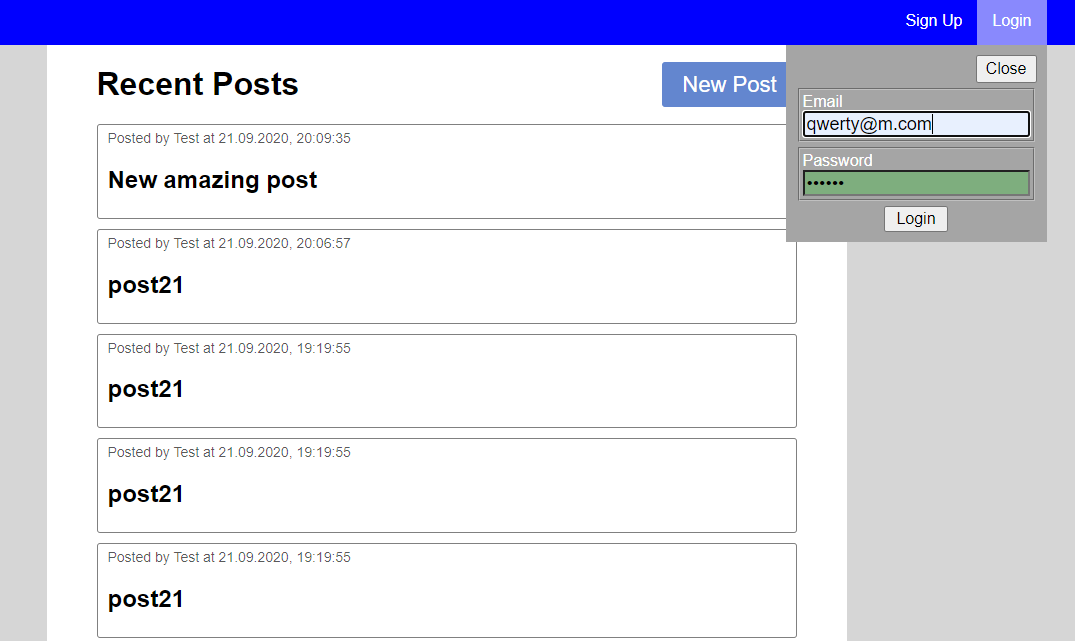 Sign Up Login
Close
Recent Posts
New Post
Email
qwerty@m.com
Password
••••••
Login
Posted by Test at 21.09.2020, 20:09:35
New amazing post
Posted by Test at 21.09.2020, 20:06:57
post21
Posted by Test at 21.09.2020, 19:19:55
post21
Posted by Test at 21.09.2020, 19:19:55
post21
Posted by Test at 21.09.2020, 19:19:55
post21